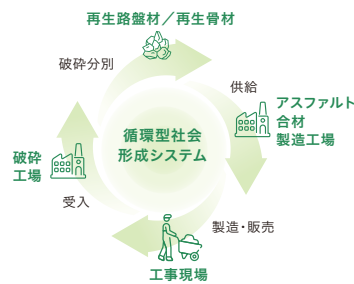 再生路盤材／再生骨材
破砕分別
供給
アスファルト
合材
製造工場
循環型社会
形成システム
破砕
工場
受入
製造・販売
工事現場